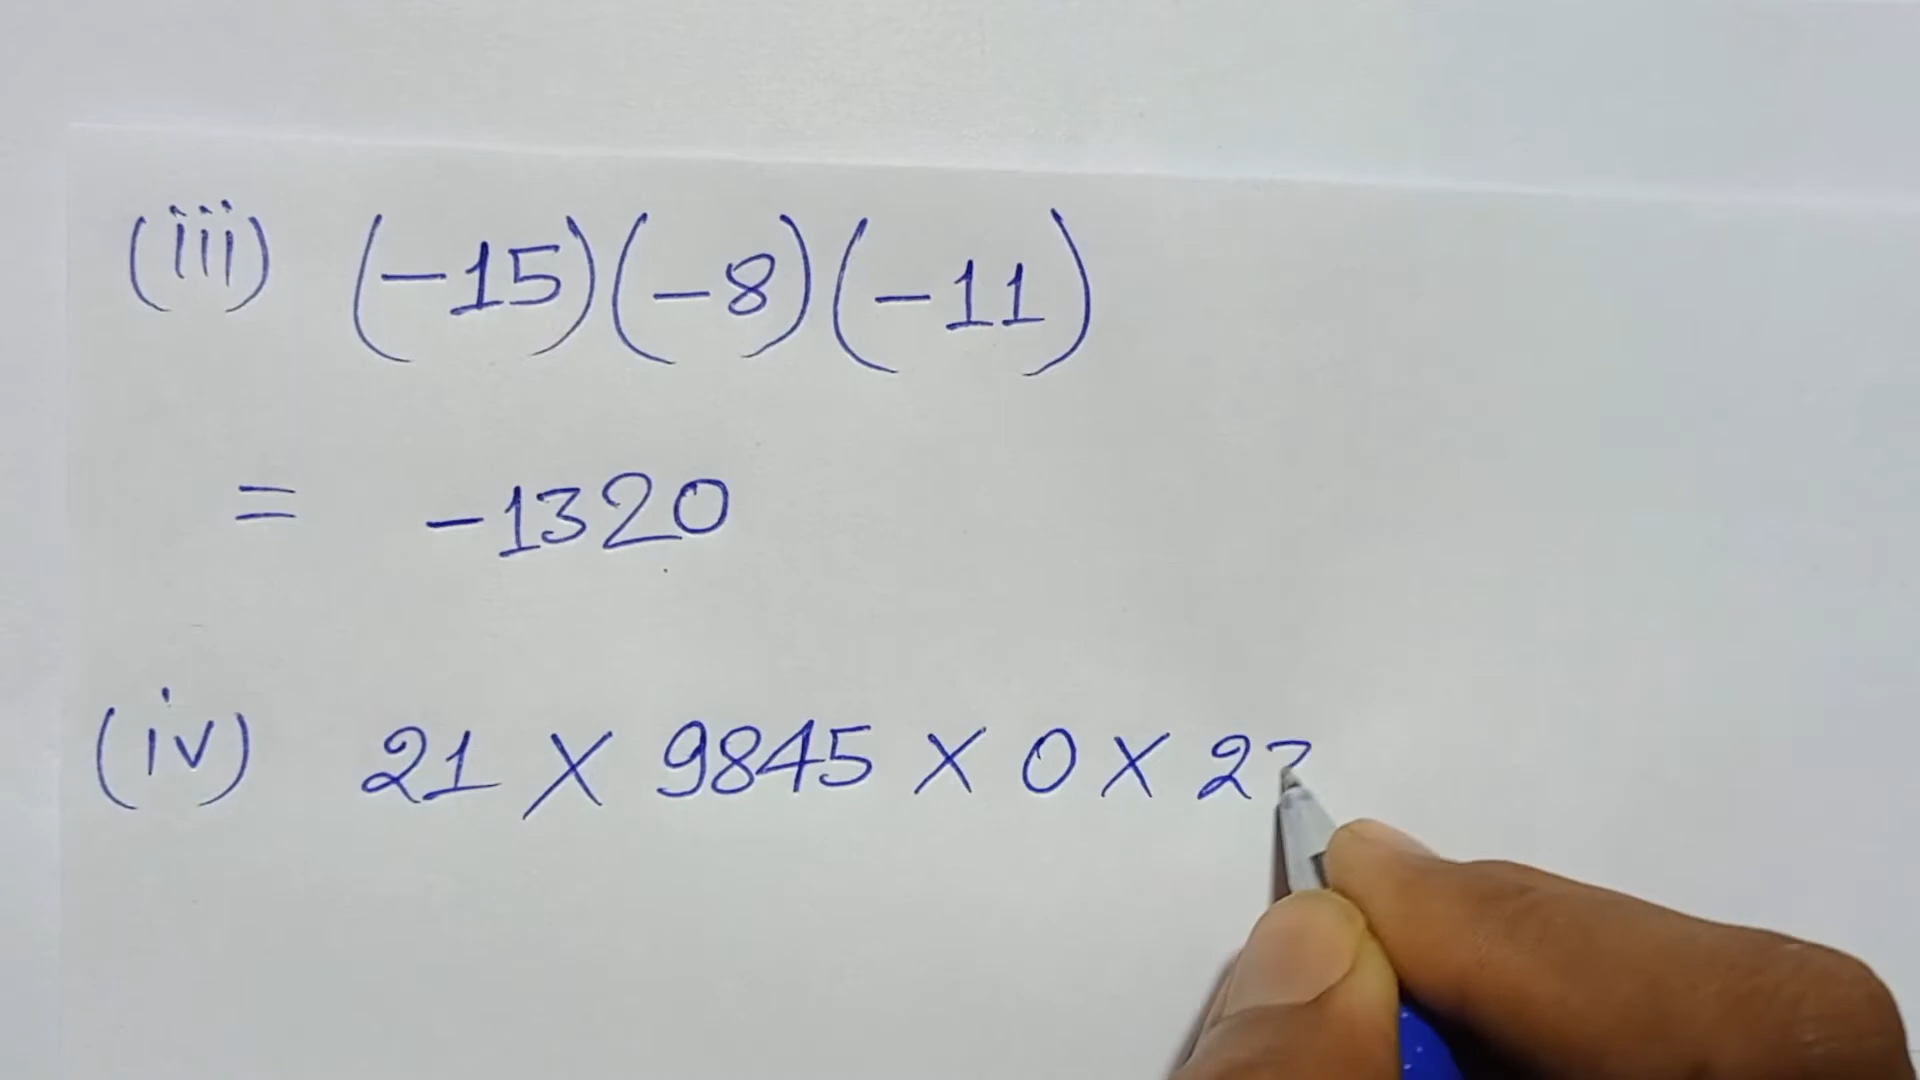 (iii) (-15)(-8)(-11)
= -1320
(iv) 21 × 9845 × 0 × 2